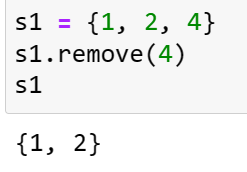 s1 = {1, 2, 4}
s1.remove(4)
s1
{1, 2}